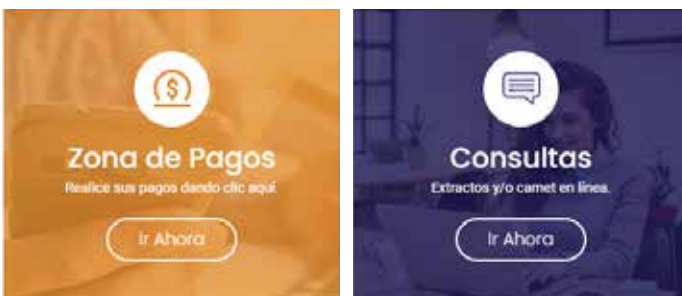 Zona de Pagos
Realice sus pagos dando clic aquí.
Ir Ahora
Consultas
Extractos y/o carnet en línea.
Ir Ahora